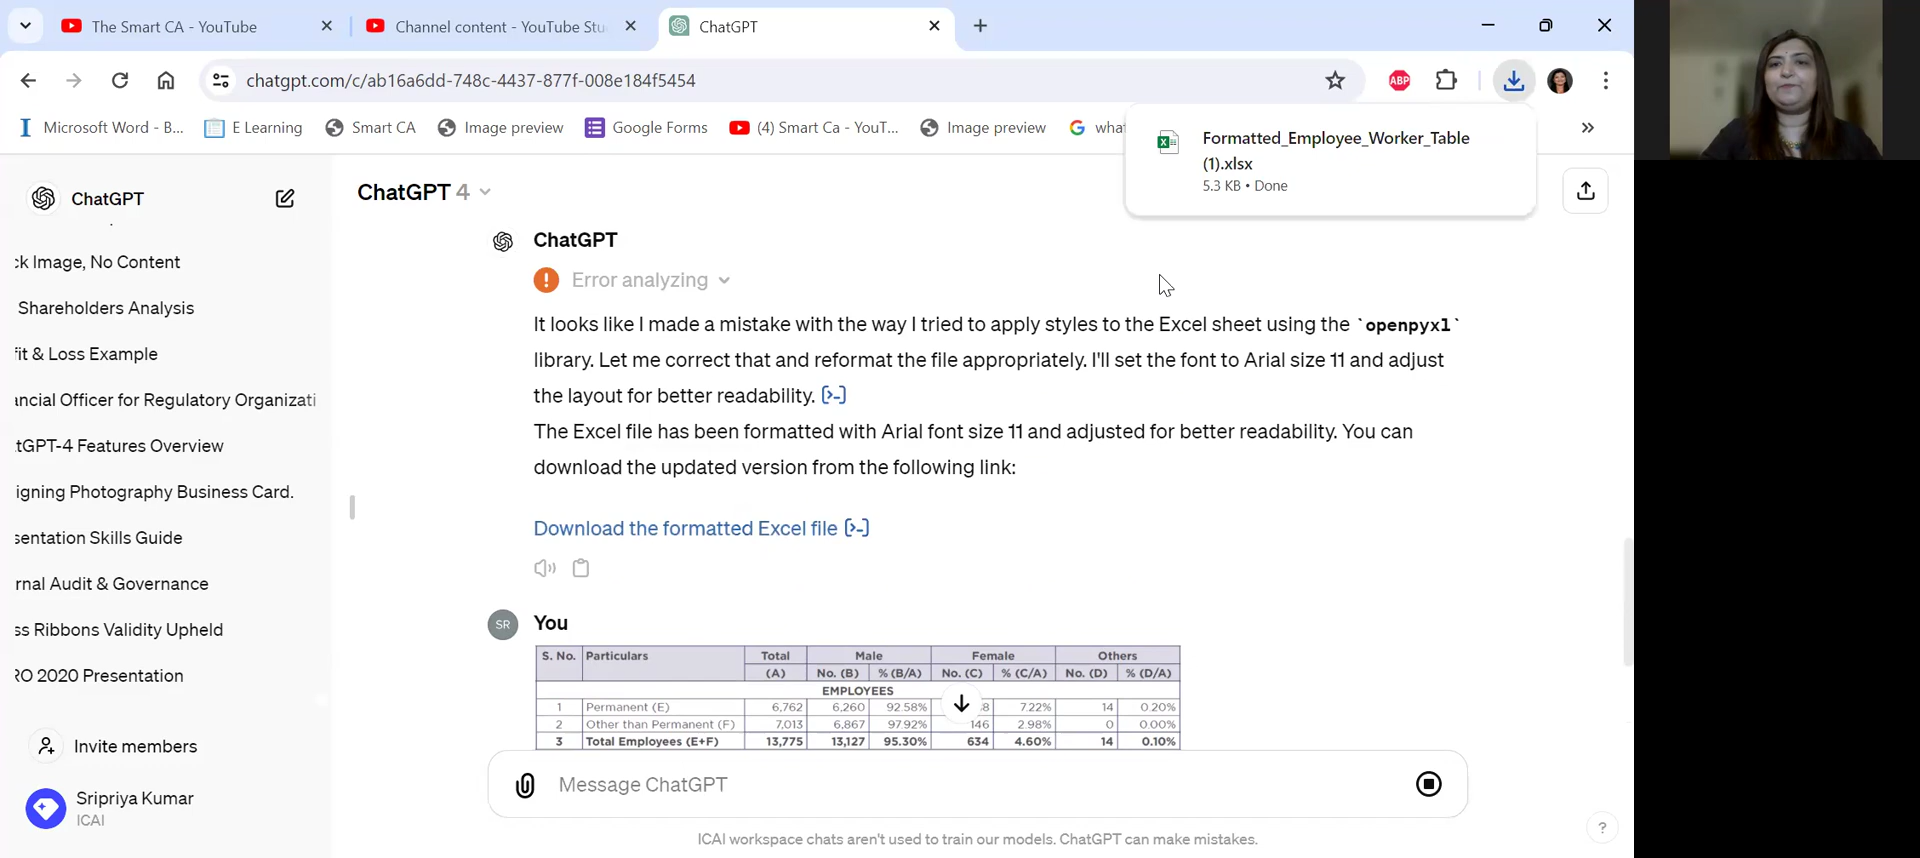 The Smart CA - YouTube
Channel content - YouTube Stu
ChatGPT
chatgpt.com/c/ab16a6dd-748c-4437-877f-008e184f5454
ABP
Microsoft Word - B...
E Learning
Smart CA
Image preview
Google Forms
(4) Smart Ca - YouT...
Image preview
what
Formatted_Employee_Worker_Table
(1).xlsx
5.3 KB • Done
ChatGPT
ck Image, No Content
Shareholders Analysis
fit & Loss Example
ancial Officer for Regulatory Organizati
tGPT-4 Features Overview
igning Photography Business Card.
sentation Skills Guide
rnal Audit & Governance
ss Ribbons Validity Upheld
RO 2020 Presentation
Invite members
Sripriya Kumar
ICAI
ChatGPT 4
ChatGPT
Error analyzing
It looks like I made a mistake with the way I tried to apply styles to the Excel sheet using the `openpyxl`
library. Let me correct that and reformat the file appropriately. I'll set the font to Arial size 11 and adjust
the layout for better readability. [>-]
The Excel file has been formatted with Arial font size 11 and adjusted for better readability. You can
download the updated version from the following link:
Download the formatted Excel file [>-]
SR
You
S. No. Particulars Total Male Female Others
(A) No. (B) % (B/A) No. (C) % (C/A) No. (D) % (D/A)
EMPLOYEES
1 Permanent (E) 6,762 6,260 92.58% 7.22% 14 0.20%
2 Other than Permanent (F) 7,013 6,867 97.92% 146 2.98% 0 0.00%
3 Total Employees (E+F) 13,775 13,127 95.30% 634 4.60% 14 0.10%
Message ChatGPT
ICAI workspace chats aren't used to train our models. ChatGPT can make mistakes.
?